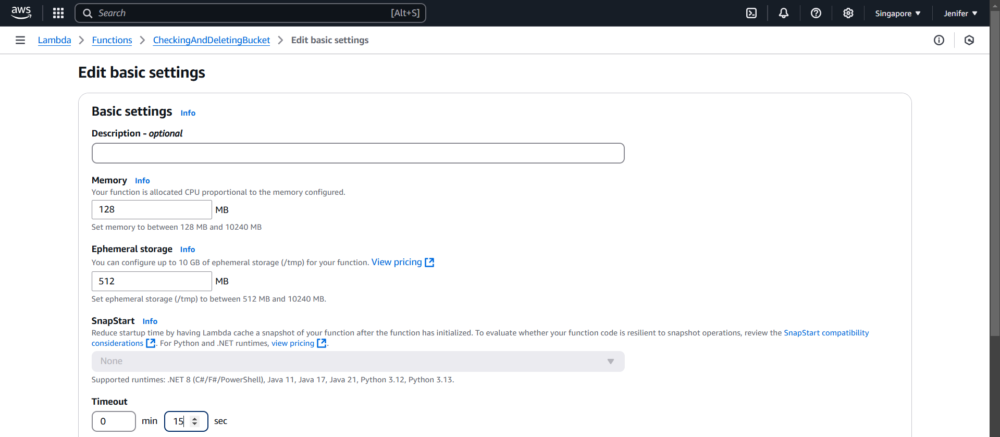 aws Search [Alt+S] Singapore Jenifer
Lambda Functions CheckingAndDeletingBucket Edit basic settings
Edit basic settings
Basic settings Info
Description - optional
Memory Info
Your function is allocated CPU proportional to the memory configured.
128 MB
Set memory to between 128 MB and 10240 MB
Ephemeral storage Info
You can configure up to 10 GB of ephemeral storage (/tmp) for your function. View pricing
512 MB
Set ephemeral storage (/tmp) to between 512 MB and 10240 MB.
SnapStart Info
Reduce startup time by having Lambda cache a snapshot of your function after the function has initialized. To evaluate whether your function code is resilient to snapshot operations, review the SnapStart compatibility
considerations. For Python and .NET runtimes, view pricing.
None
Supported runtimes: .NET 8 (C#/F#/PowerShell), Java 11, Java 17, Java 21, Python 3.12, Python 3.13.
Timeout
0 min 15 sec